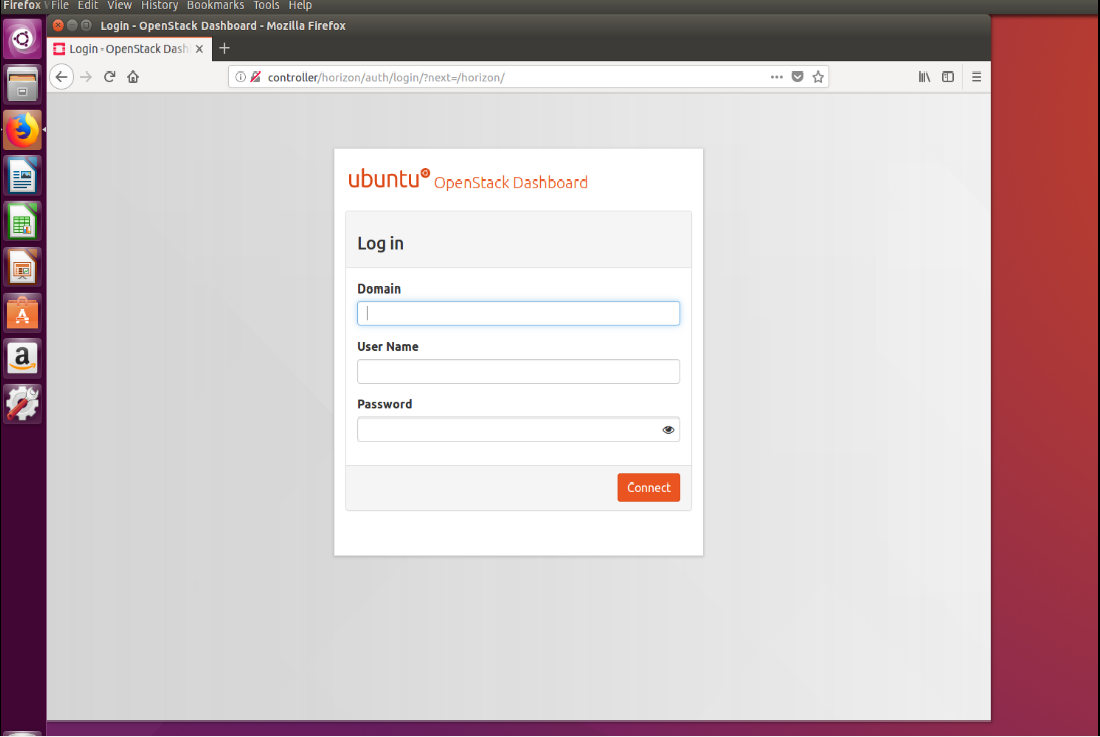 Firefox File Edit View History Bookmarks Tools Help
Login - OpenStack Dashboard - Mozilla Firefox
Login - OpenStack Dash
controller/horizon/auth/login/?next=/horizon/
ubuntu OpenStack Dashboard
Log in
Domain
User Name
Password
Connect